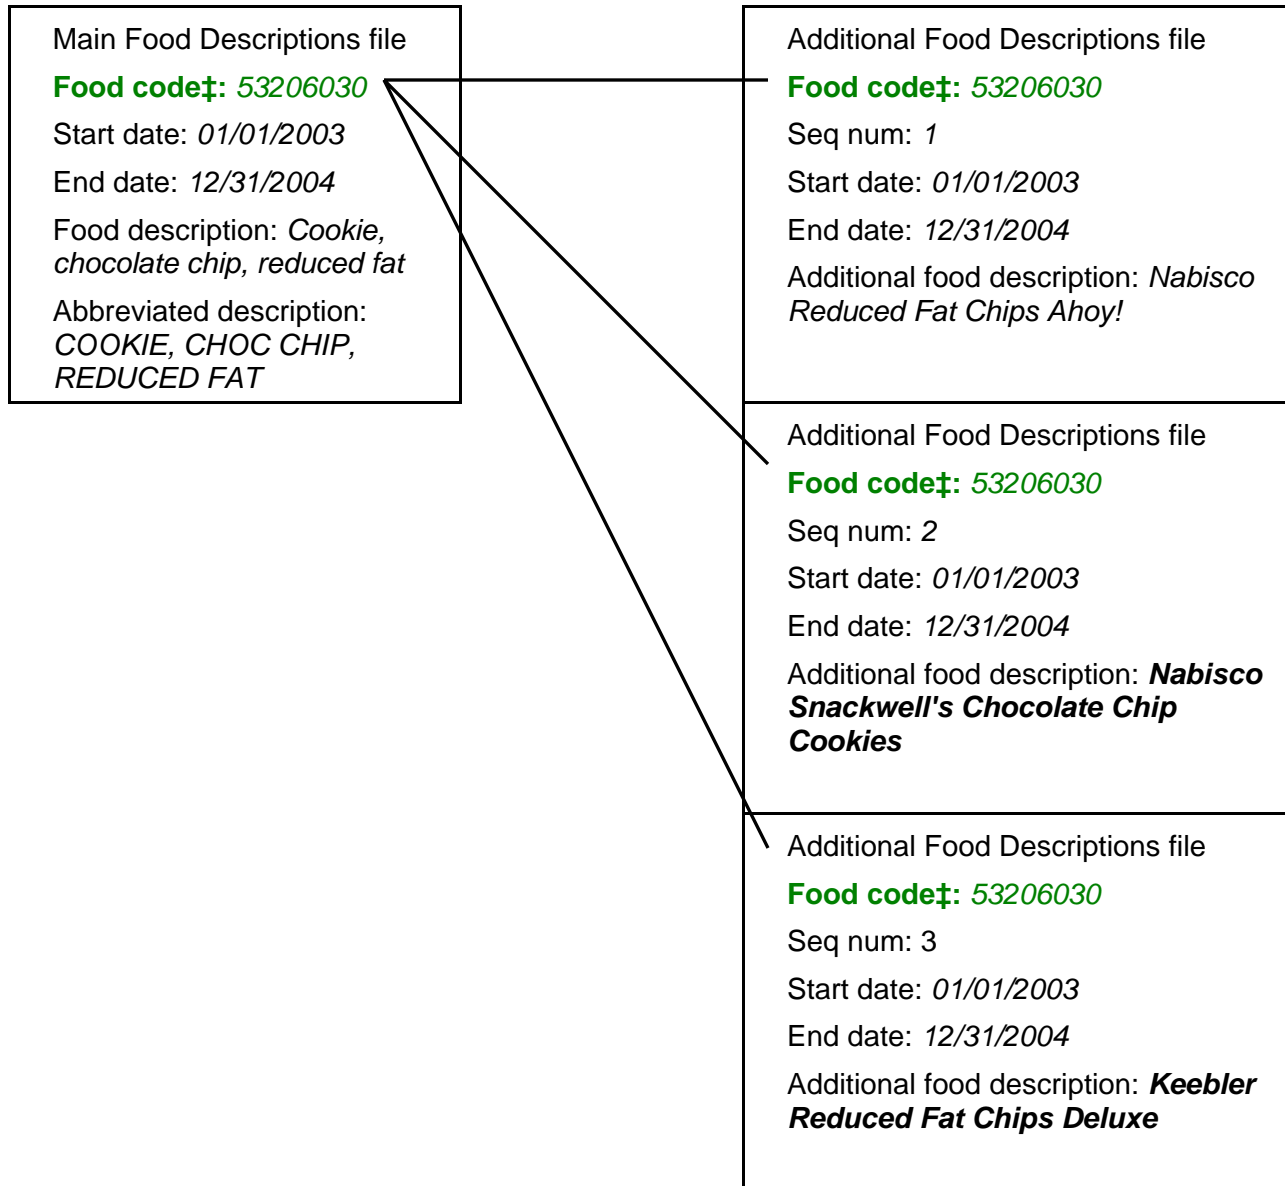 Main Food Descriptions file
Food code‡: 53206030
Start date: 01/01/2003
End date: 12/31/2004
Food description: Cookie,
chocolate chip, reduced fat
Abbreviated description:
COOKIE, CHOC CHIP,
REDUCED FAT
Additional Food Descriptions file
Food code‡: 53206030
Seq num: 1
Start date: 01/01/2003
End date: 12/31/2004
Additional food description: Nabisco
Reduced Fat Chips Ahoy!
Additional Food Descriptions file
Food code‡: 53206030
Seq num: 2
Start date: 01/01/2003
End date: 12/31/2004
Additional food description: Nabisco
Snackwell's Chocolate Chip
Cookies
Additional Food Descriptions file
Food code‡: 53206030
Seq num: 3
Start date: 01/01/2003
End date: 12/31/2004
Additional food description: Keebler
Reduced Fat Chips Deluxe